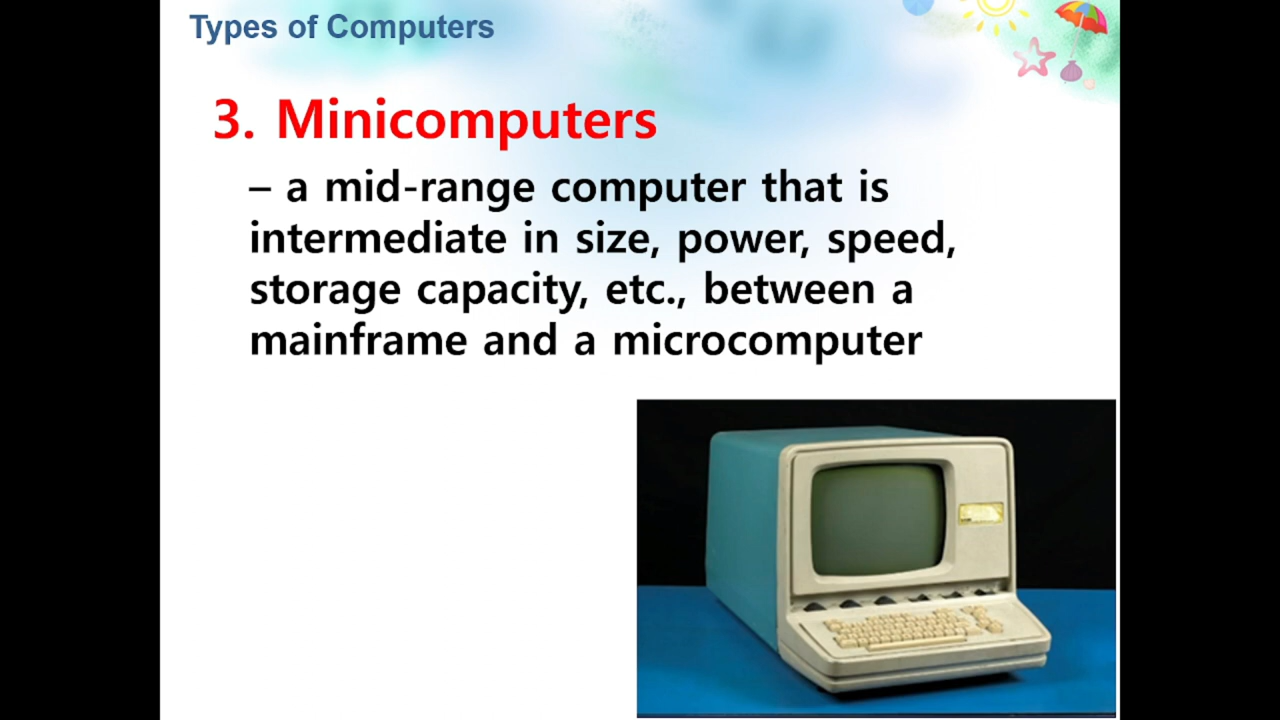 Types of Computers
3. Minicomputers
– a mid-range computer that is
intermediate in size, power, speed,
storage capacity, etc., between a
mainframe and a microcomputer